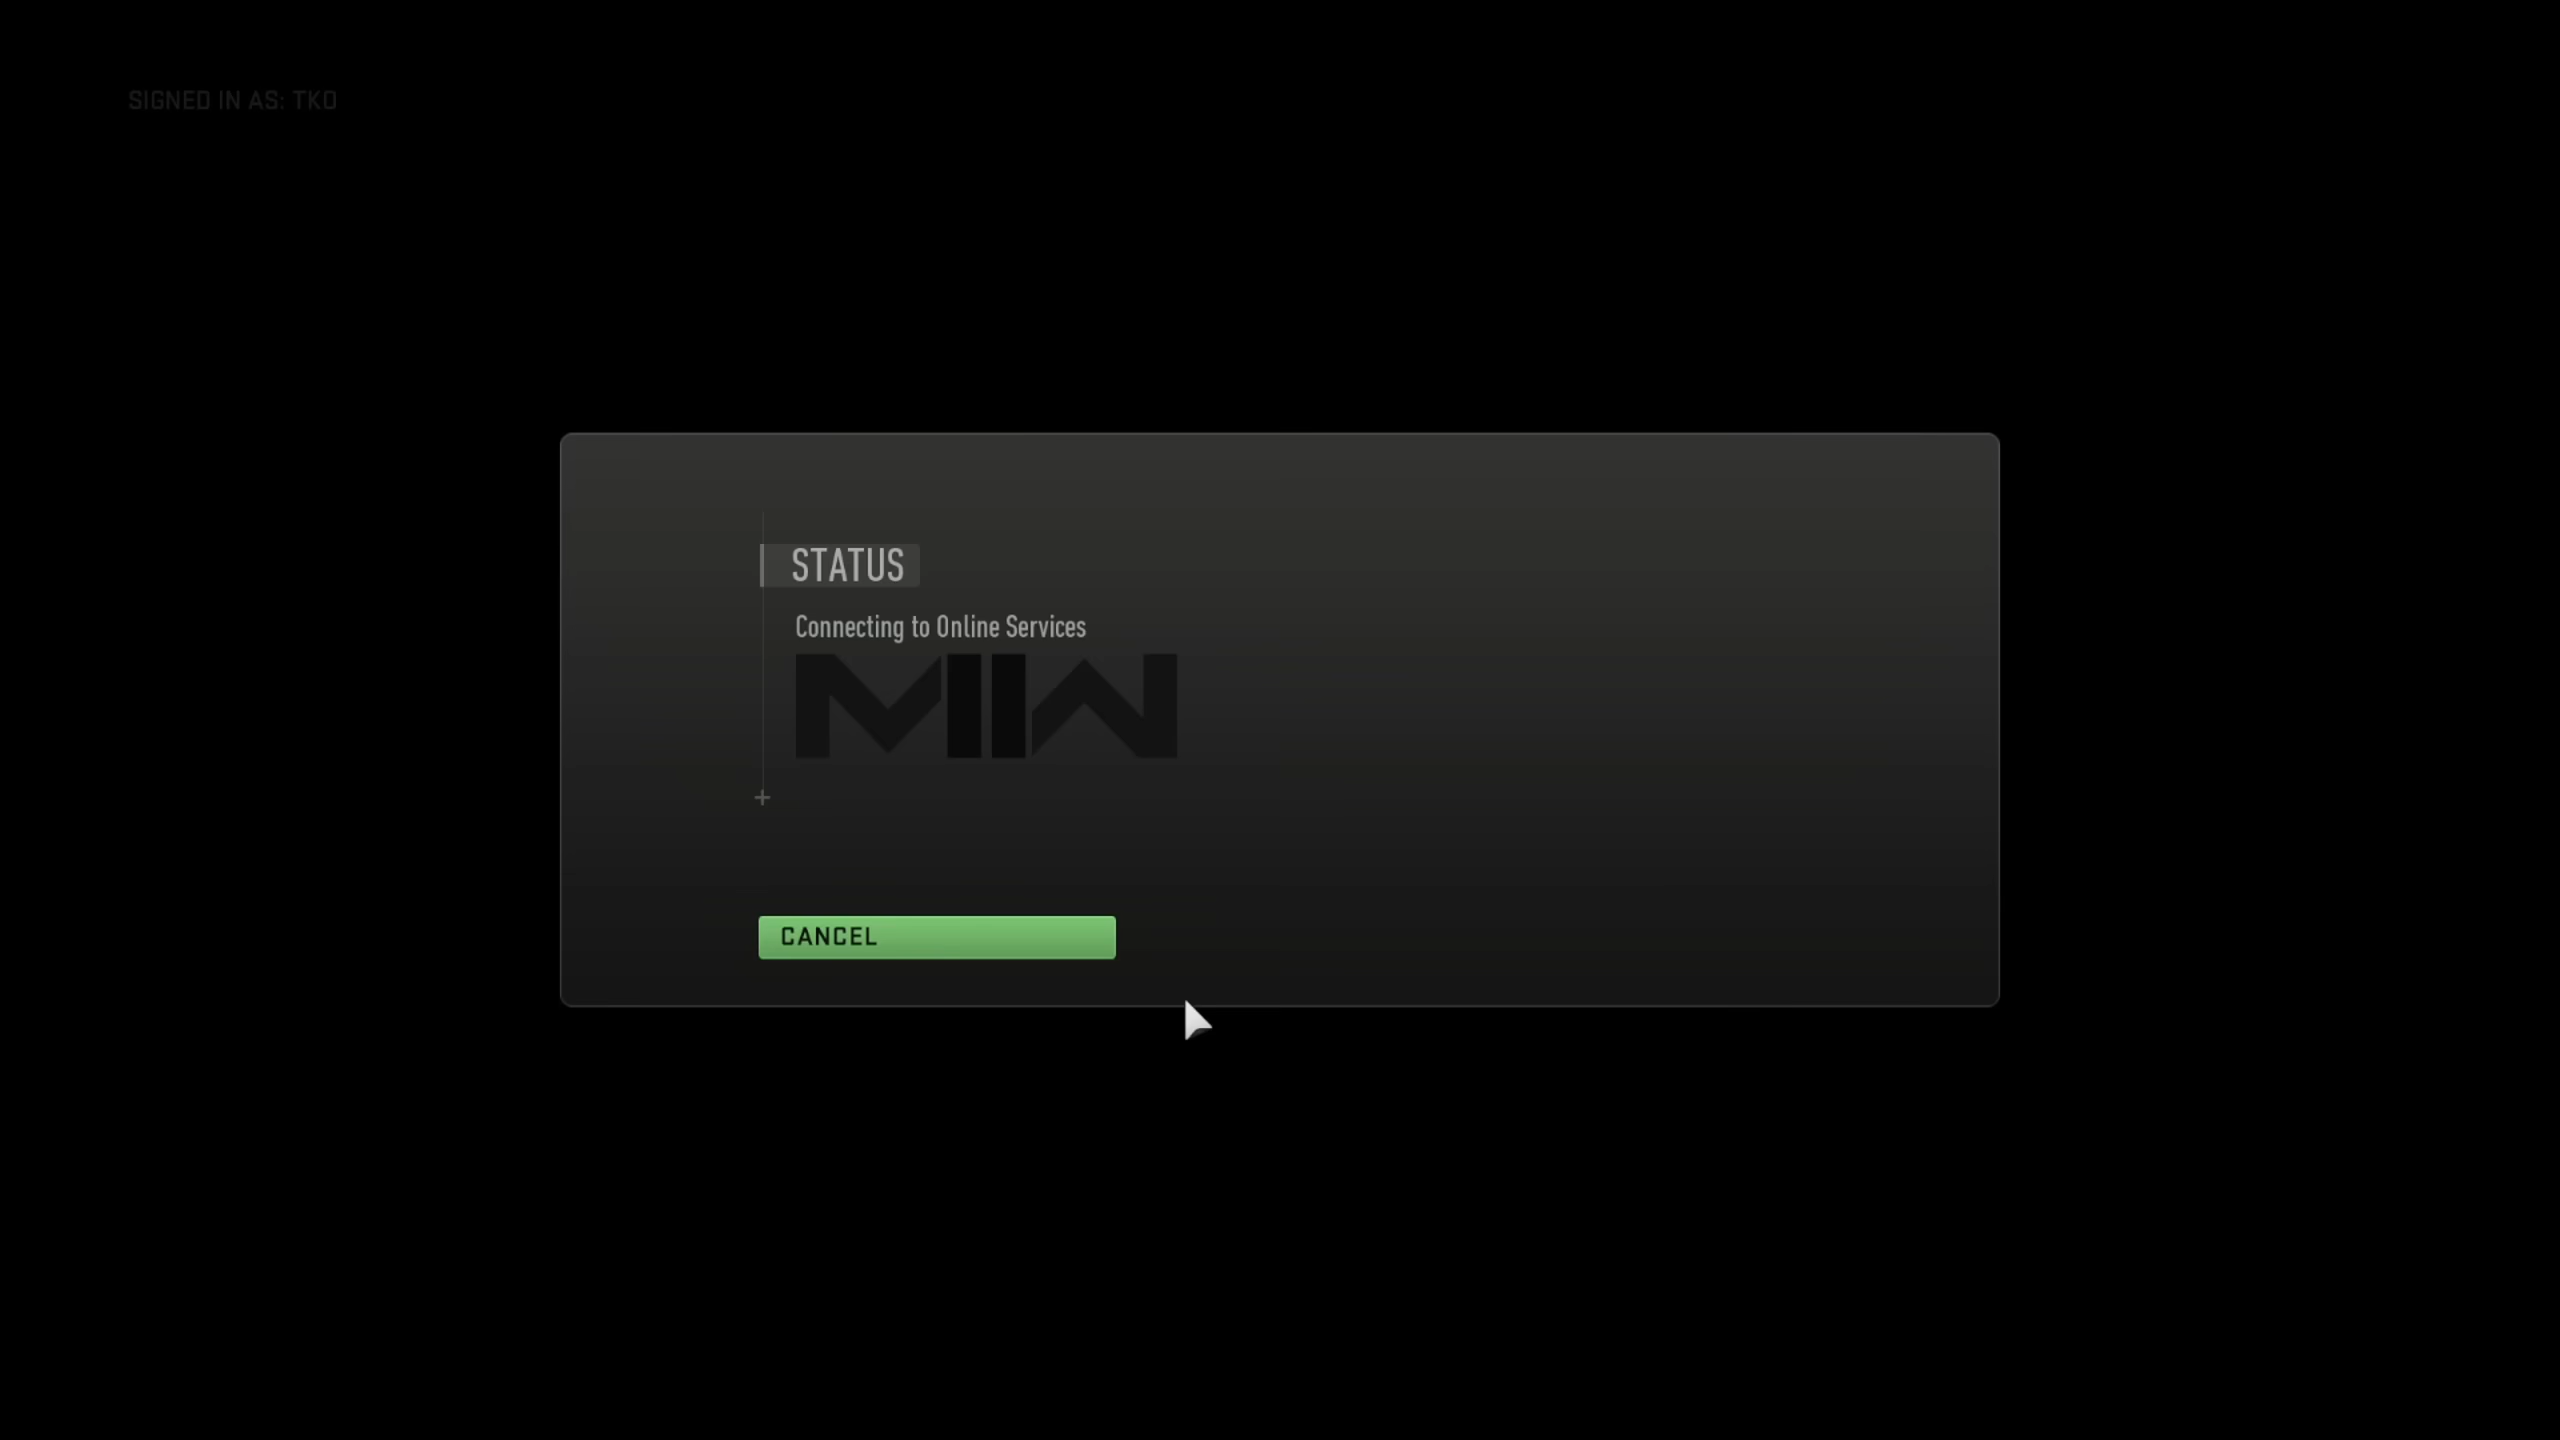 SIGNED IN AS: TKO
STATUS
Connecting to Online Services
MIIW
CANCEL